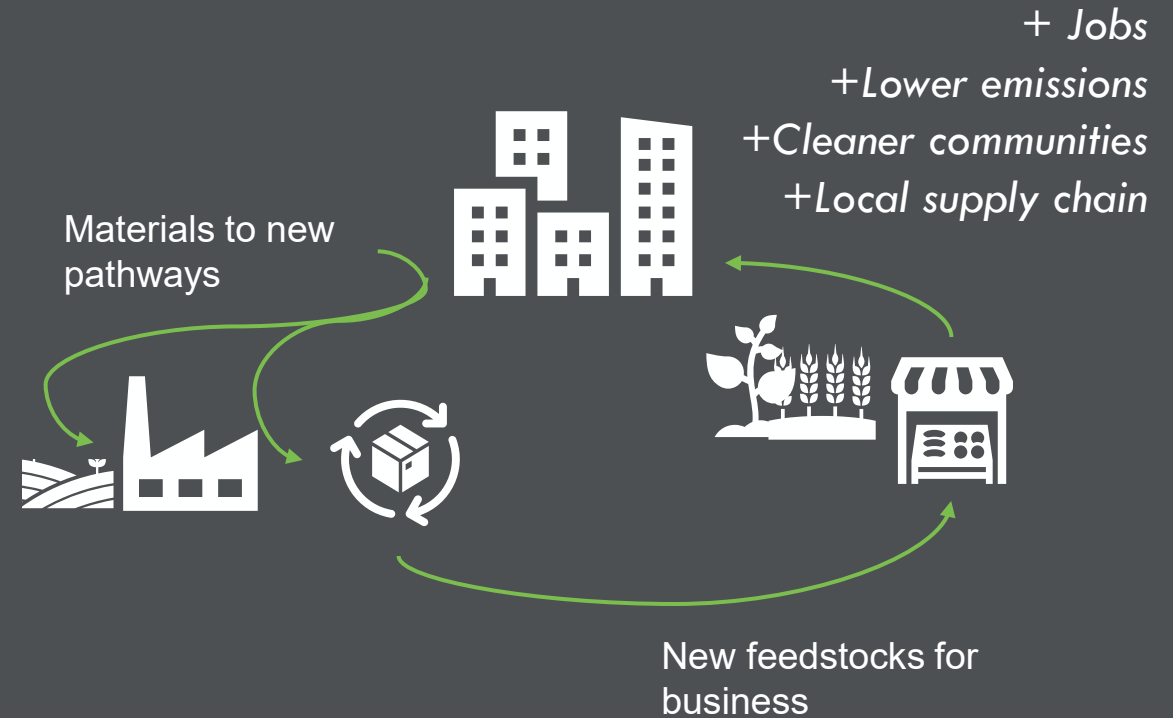 + Jobs
+Lower emissions
+Cleaner communities
+Local supply chain
Materials to new
pathways
New feedstocks for
business